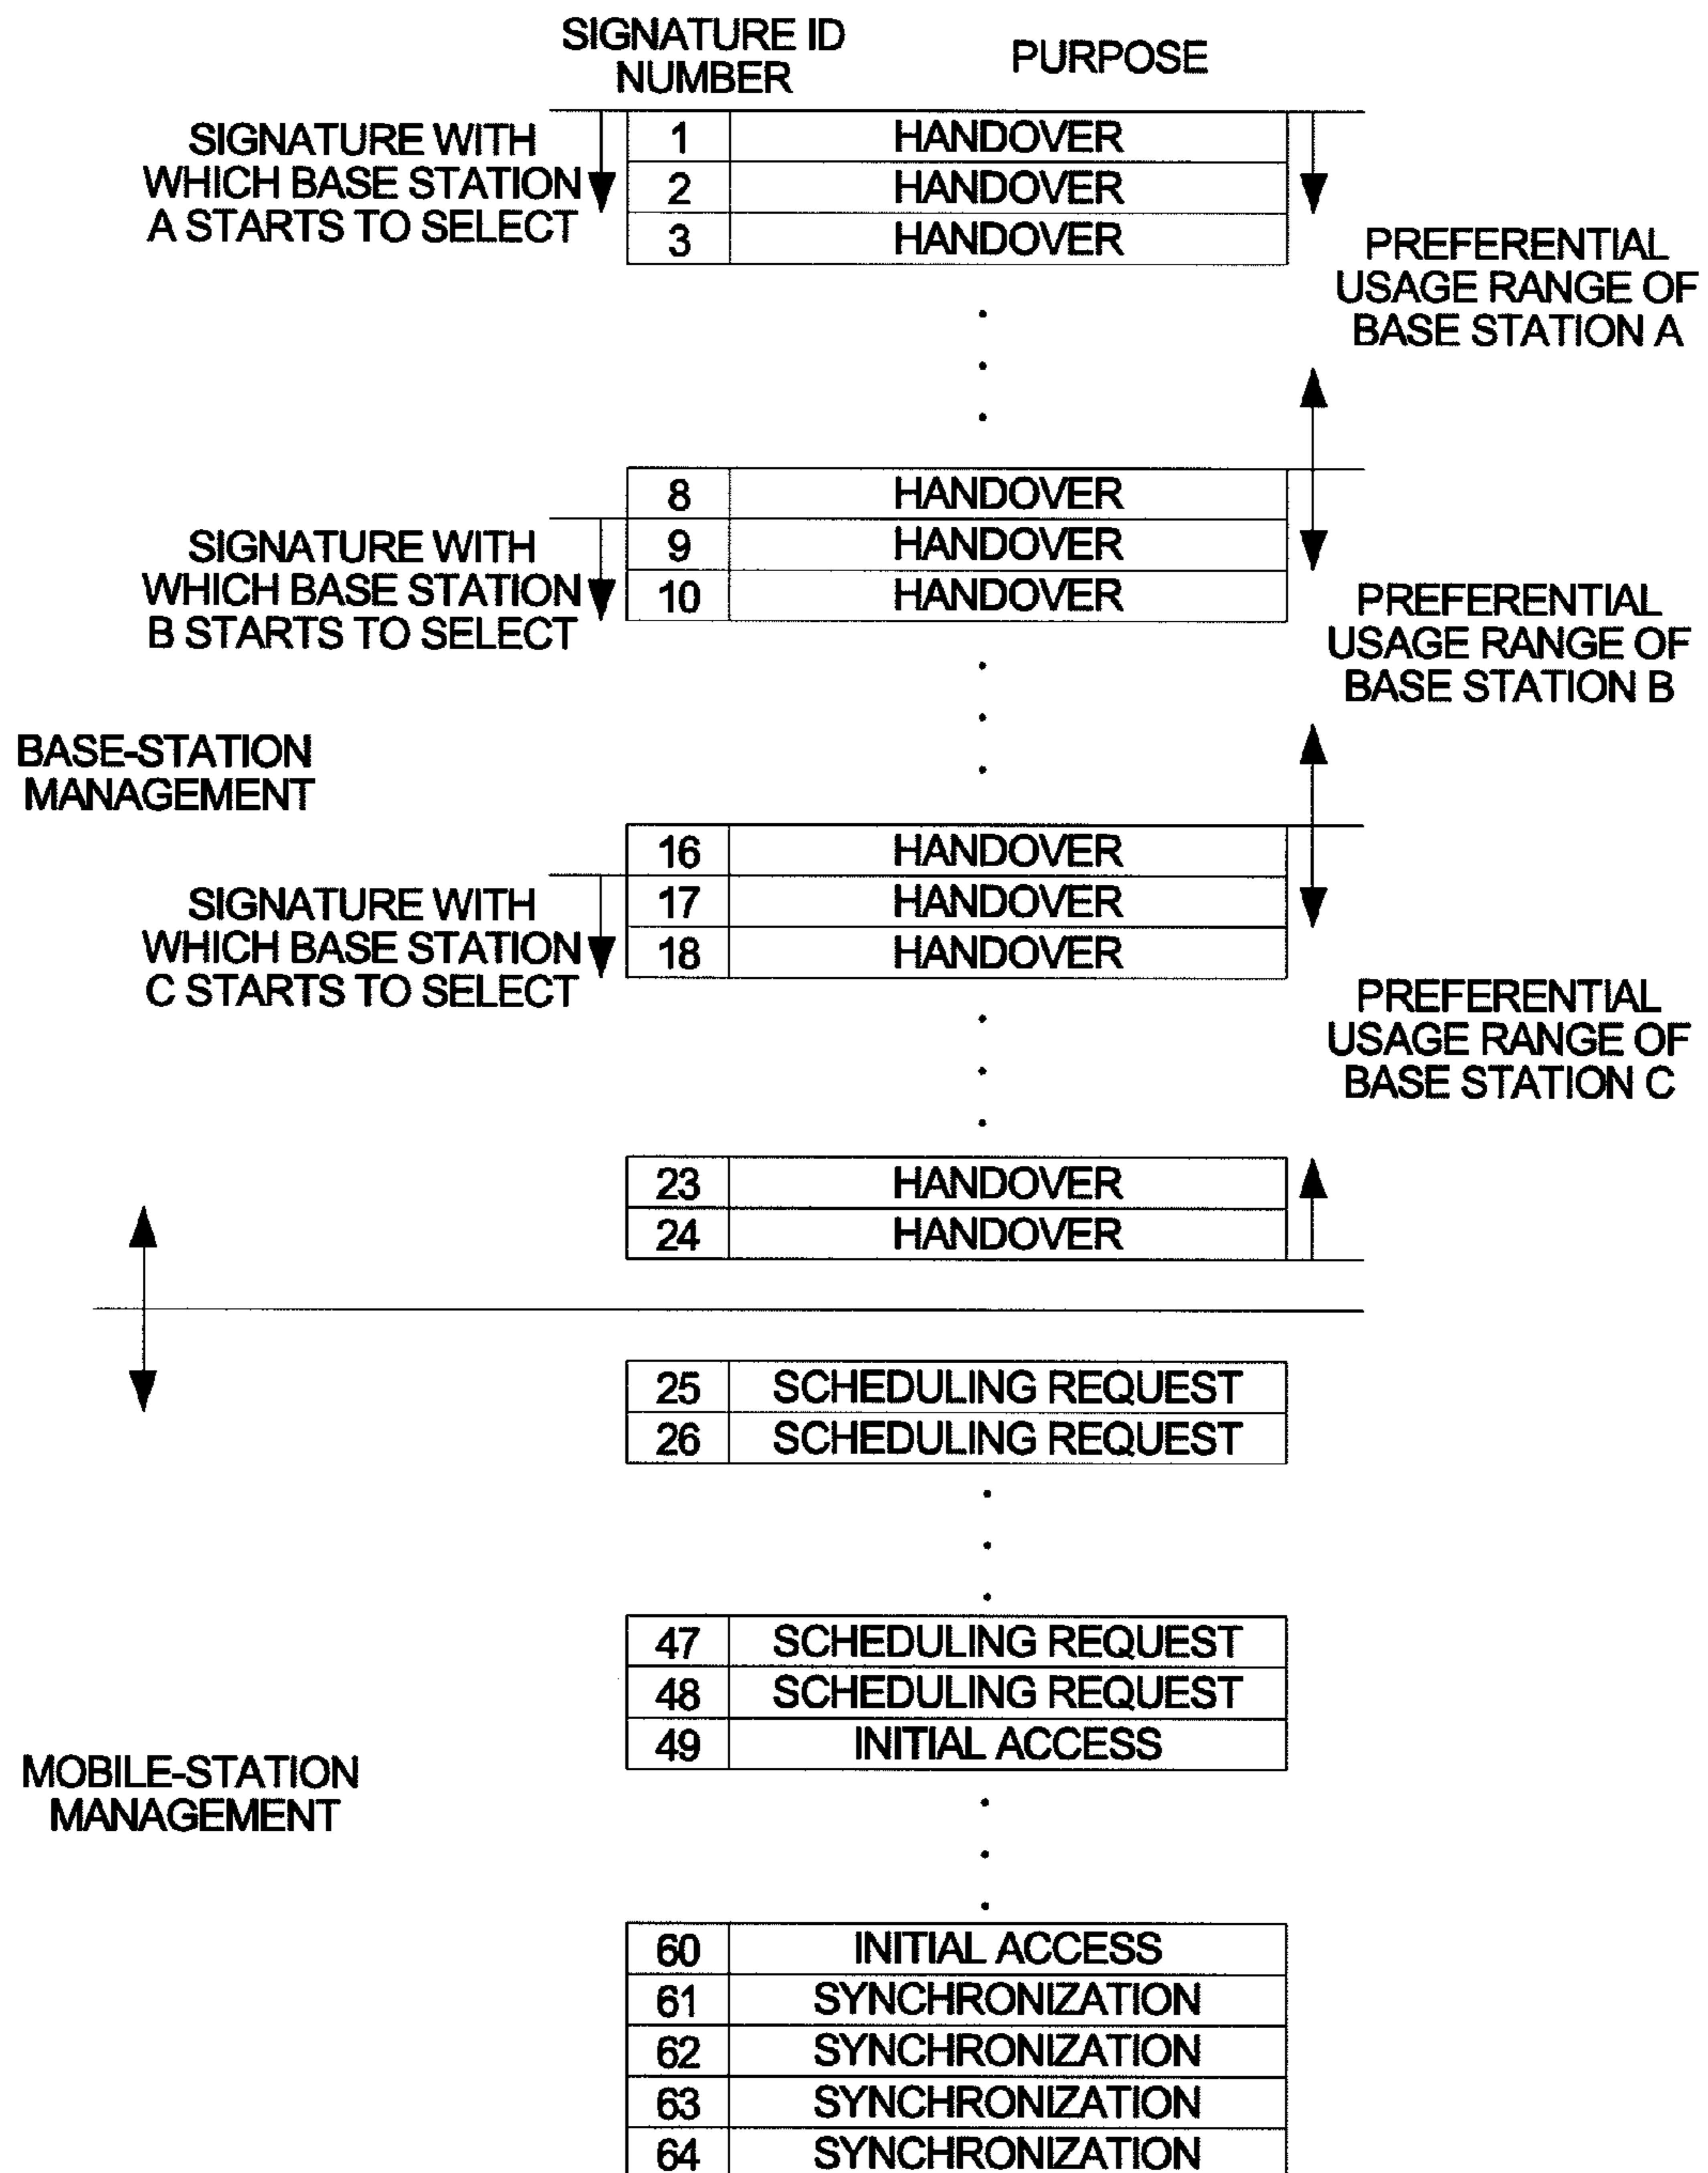 SIGNATURE ID
NUMBER
PURPOSE
SIGNATURE WITH
WHICH BASE STATION
A STARTS TO SELECT
1 HANDOVER
2 HANDOVER
3 HANDOVER
PREFERENTIAL
USAGE RANGE OF
BASE STATION A
8 HANDOVER
9 HANDOVER
10 HANDOVER
SIGNATURE WITH
WHICH BASE STATION
B STARTS TO SELECT
PREFERENTIAL
USAGE RANGE OF
BASE STATION B
BASE-STATION
MANAGEMENT
16 HANDOVER
17 HANDOVER
18 HANDOVER
SIGNATURE WITH
WHICH BASE STATION
C STARTS TO SELECT
PREFERENTIAL
USAGE RANGE OF
BASE STATION C
23 HANDOVER
24 HANDOVER
25 SCHEDULING REQUEST
26 SCHEDULING REQUEST
47 SCHEDULING REQUEST
48 SCHEDULING REQUEST
49 INITIAL ACCESS
MOBILE-STATION
MANAGEMENT
60 INITIAL ACCESS
61 SYNCHRONIZATION
62 SYNCHRONIZATION
63 SYNCHRONIZATION
64 SYNCHRONIZATION